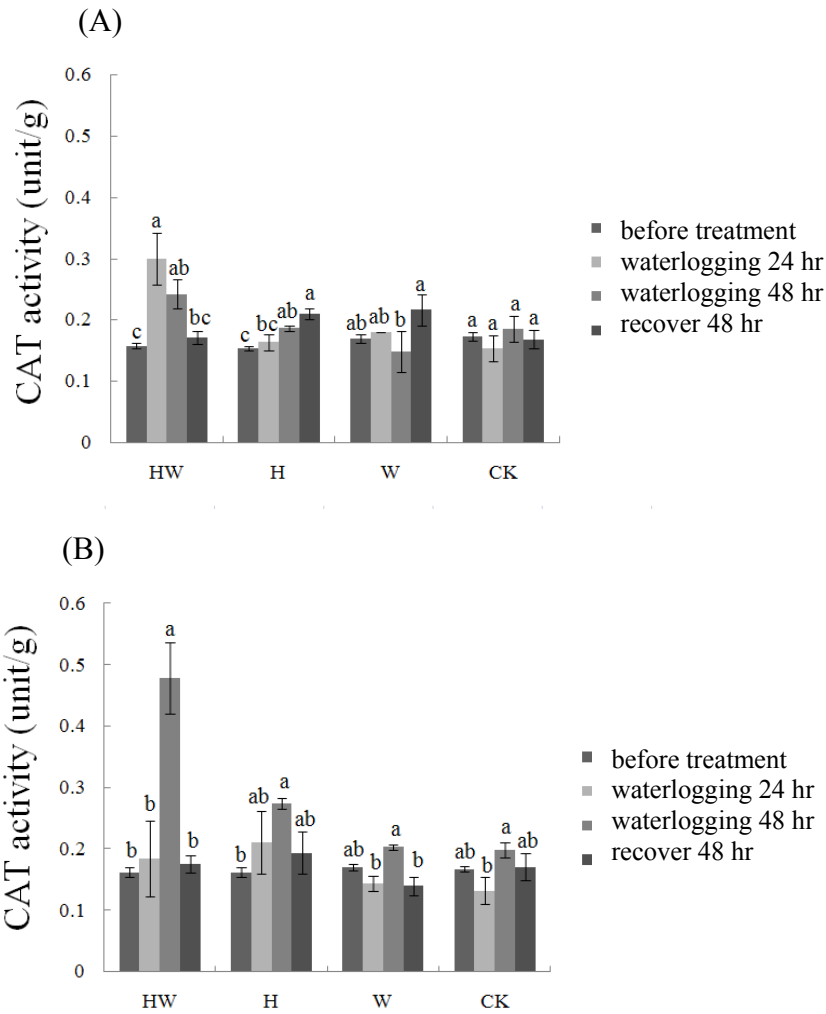 (A)
CAT activity (unit/g)
0.6
0.5
0.4
0.3
0.2
0.1
0
c a ab bc
c bc ab a
ab ab b a
a a a a
HW H W CK
before treatment
waterlogging 24 hr
waterlogging 48 hr
recover 48 hr
(B)
CAT activity (unit/g)
0.6
0.5
0.4
0.3
0.2
0.1
0
b b a b
b ab a ab
ab b a b
ab b a ab
HW H W CK
before treatment
waterlogging 24 hr
waterlogging 48 hr
recover 48 hr